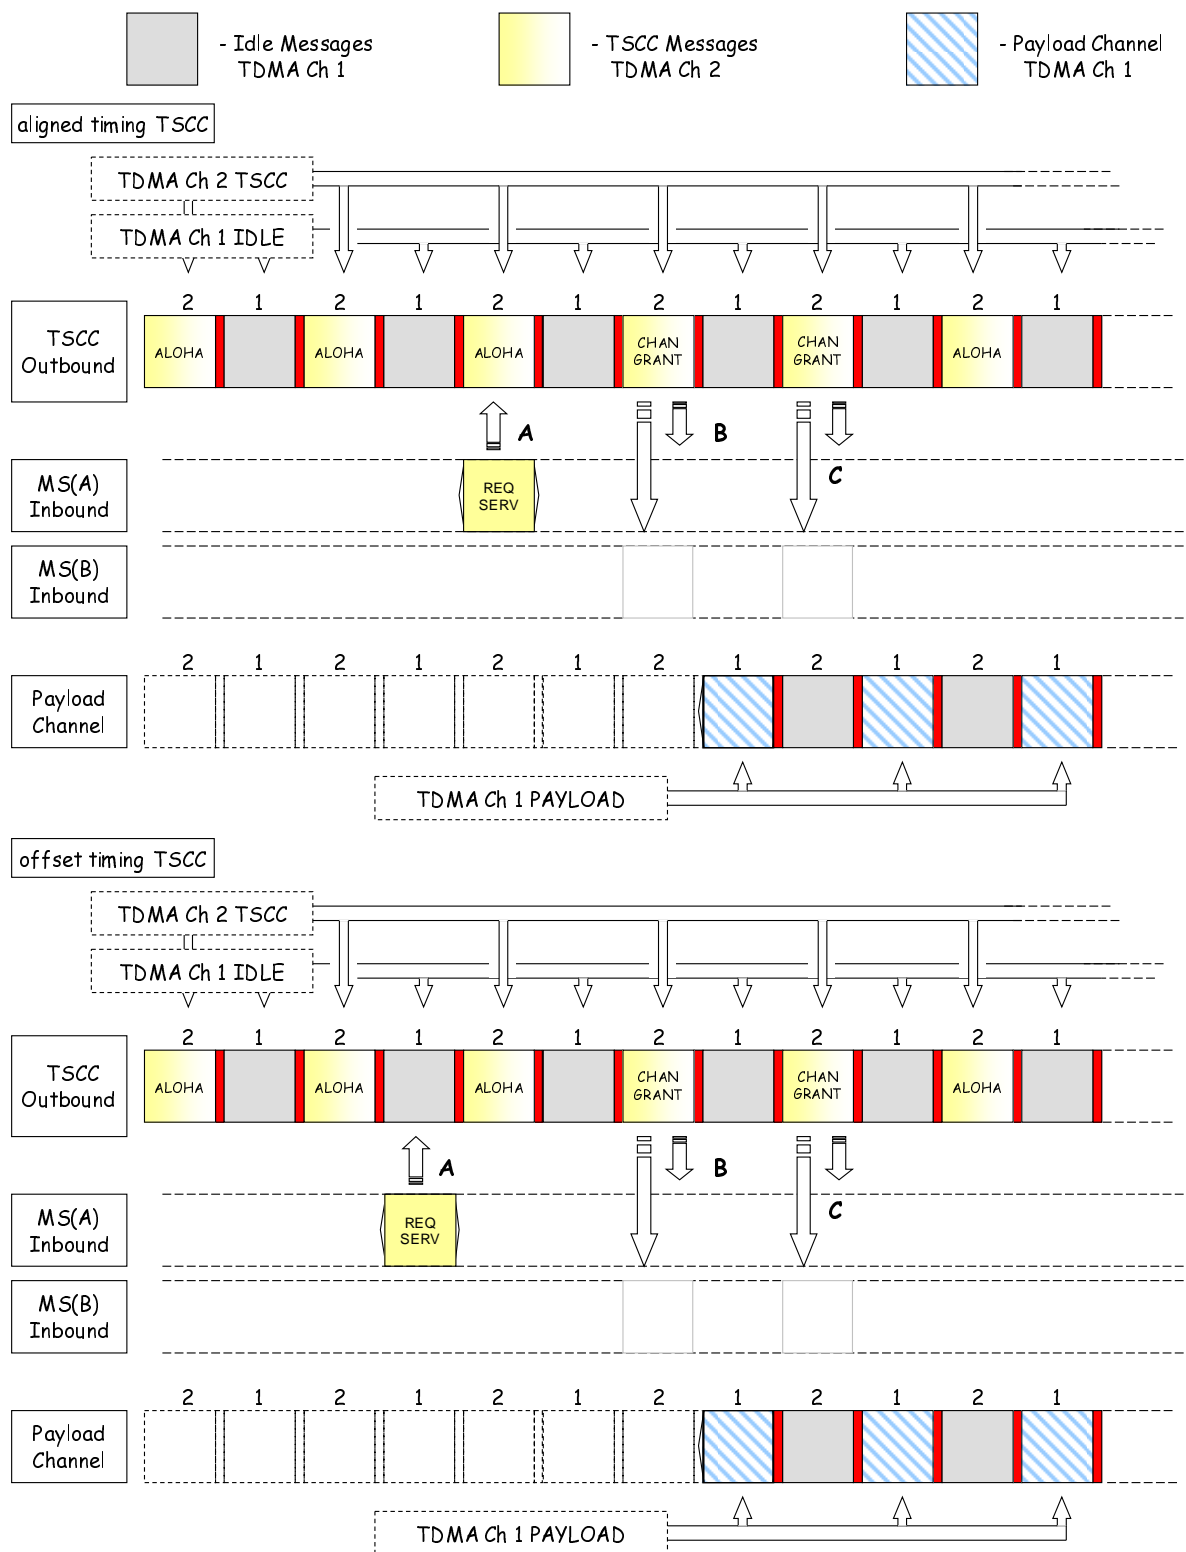 - Idle Messages
TDMA Ch 1
- TSCC Messages
TDMA Ch 2
- Payload Channel
TDMA Ch 1
aligned timing TSCC
TDMA Ch 2 TSCC
TDMA Ch 1 IDLE
2 1 2 1 2 1 2 1 2 1 2 1
TSCC
Outbound
ALOHA
ALOHA
ALOHA
CHAN
GRANT
CHAN
GRANT
ALOHA
A
B
C
MS(A)
Inbound
REQ
SERV
MS(B)
Inbound
2 1 2 1 2 1 2 1 2 1 2 1
Payload
Channel
TDMA Ch 1 PAYLOAD
offset timing TSCC
TDMA Ch 2 TSCC
TDMA Ch 1 IDLE
2 1 2 1 2 1 2 1 2 1 2 1
TSCC
Outbound
ALOHA
ALOHA
ALOHA
CHAN
GRANT
CHAN
GRANT
ALOHA
A
B
C
MS(A)
Inbound
REQ
SERV
MS(B)
Inbound
2 1 2 1 2 1 2 1 2 1 2 1
Payload
Channel
TDMA Ch 1 PAYLOAD